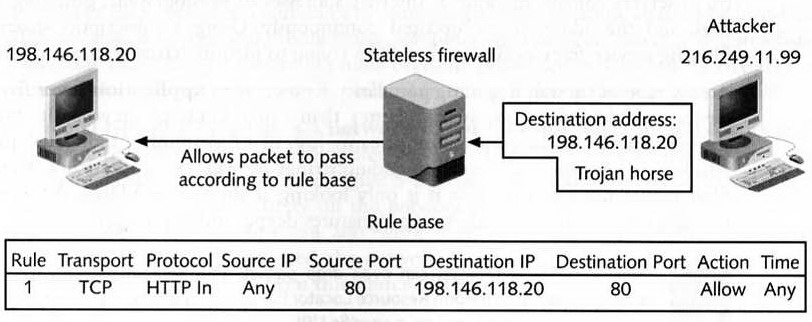 Attacker
198.146.118.20
Stateless firewall
216.249.11.99
Destination address:
198.146.118.20
Trojan horse
Allows packet to pass
according to rule base
Rule base
Rule Transport Protocol Source IP Source Port Destination IP Destination Port Action Time
1 TCP HTTP In Any 80 198.146.118.20 80 Allow Any